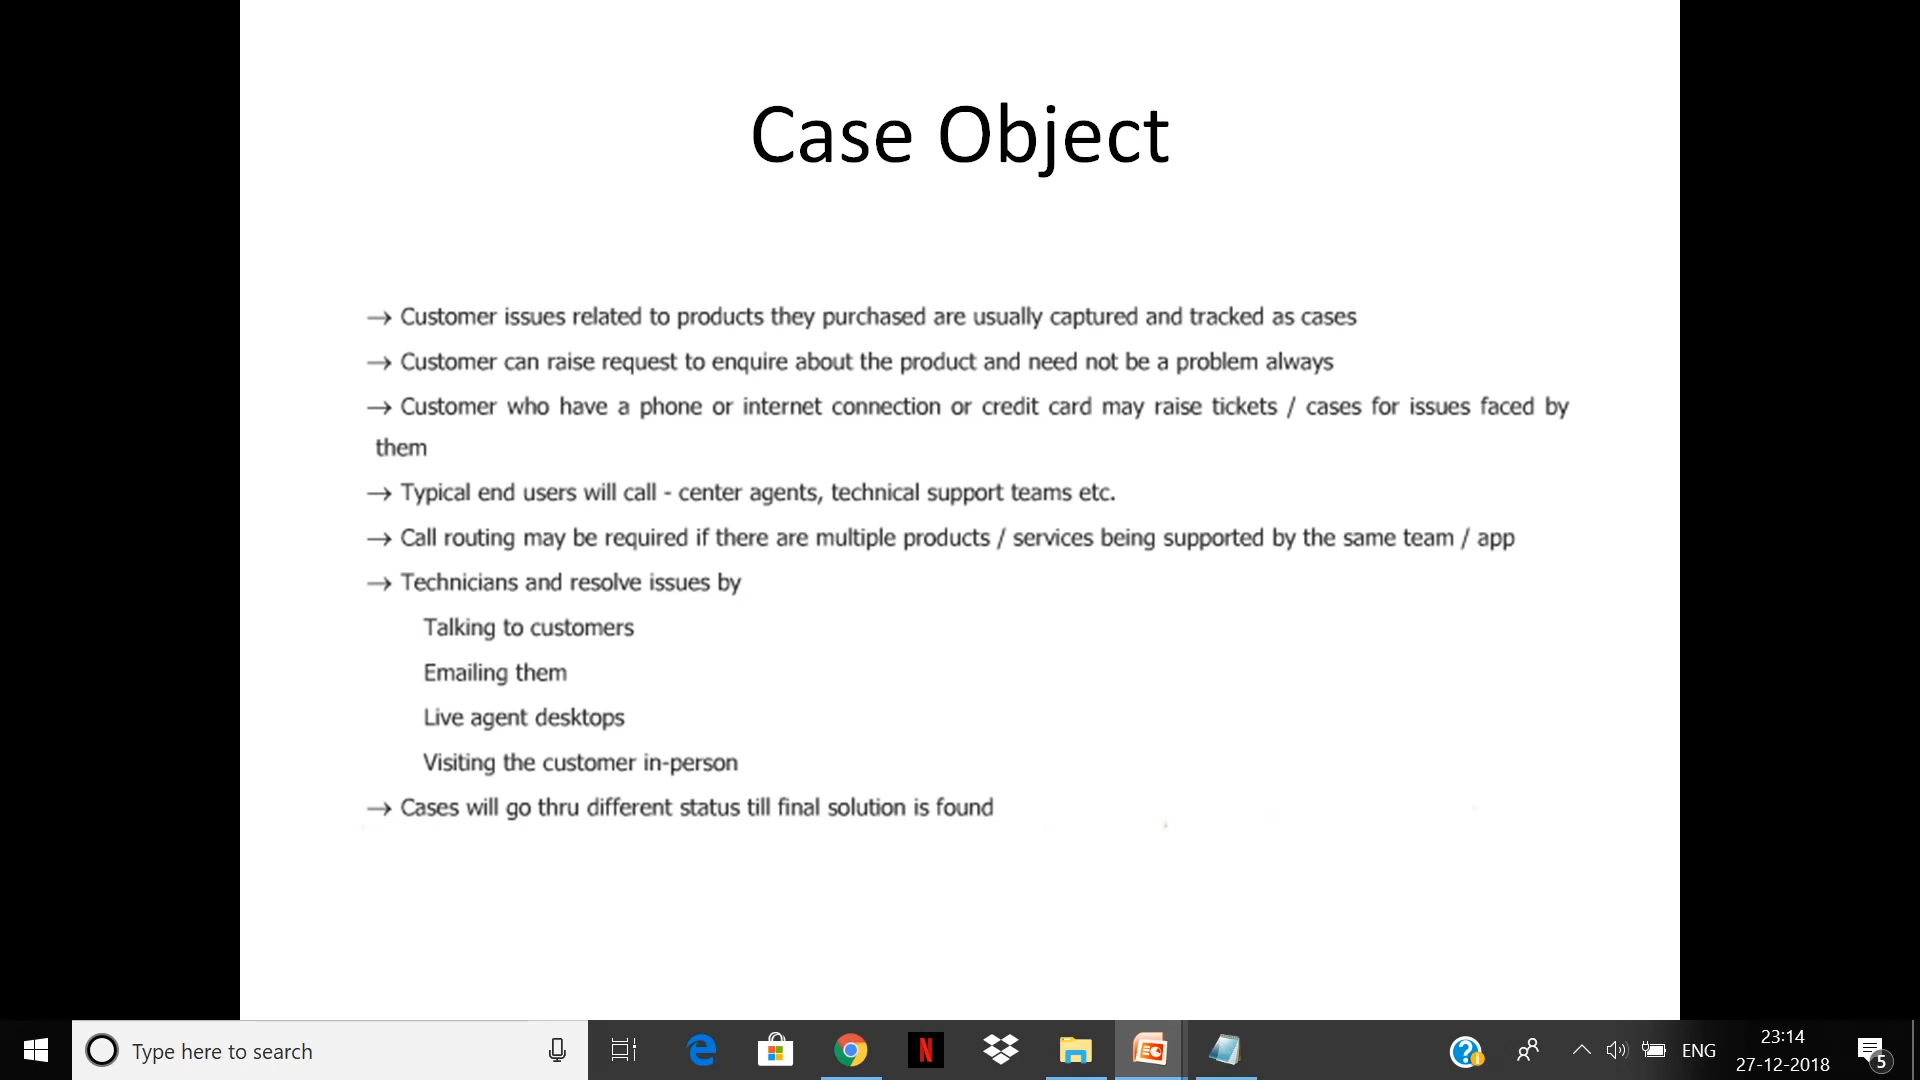 Case Object
→ Customer issues related to products they purchased are usually captured and tracked as cases
→ Customer can raise request to enquire about the product and need not be a problem always
→ Customer who have a phone or internet connection or credit card may raise tickets / cases for issues faced by
them
→ Typical end users will call - center agents, technical support teams etc.
→ Call routing may be required if there are multiple products / services being supported by the same team / app
→ Technicians and resolve issues by
Talking to customers
Emailing them
Live agent desktops
Visiting the customer in-person
→ Cases will go thru different status till final solution is found
Type here to search
N
ENG
23:14
27-12-2018
5